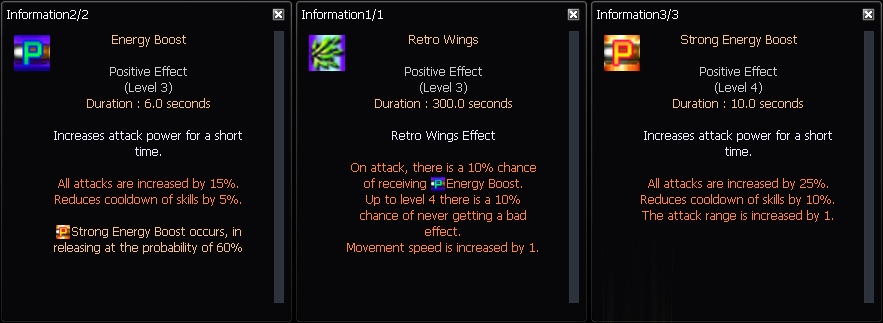 Information2/2
Energy Boost
Positive Effect
(Level 3)
Duration : 6.0 seconds
Increases attack power for a short
time.
All attacks are increased by 15%.
Reduces cooldown of skills by 5%.
Strong Energy Boost occurs, in
releasing at the probability of 60%
Information1/1
Retro Wings
Positive Effect
(Level 3)
Duration : 300.0 seconds
Retro Wings Effect
On attack, there is a 10% chance
of receiving Energy Boost.
Up to level 4 there is a 10%
chance of never getting a bad
effect.
Movement speed is increased by 1.
Information3/3
Strong Energy Boost
Positive Effect
(Level 4)
Duration : 10.0 seconds
Increases attack power for a short
time.
All attacks are increased by 25%.
Reduces cooldown of skills by 10%.
The attack range is increased by 1.